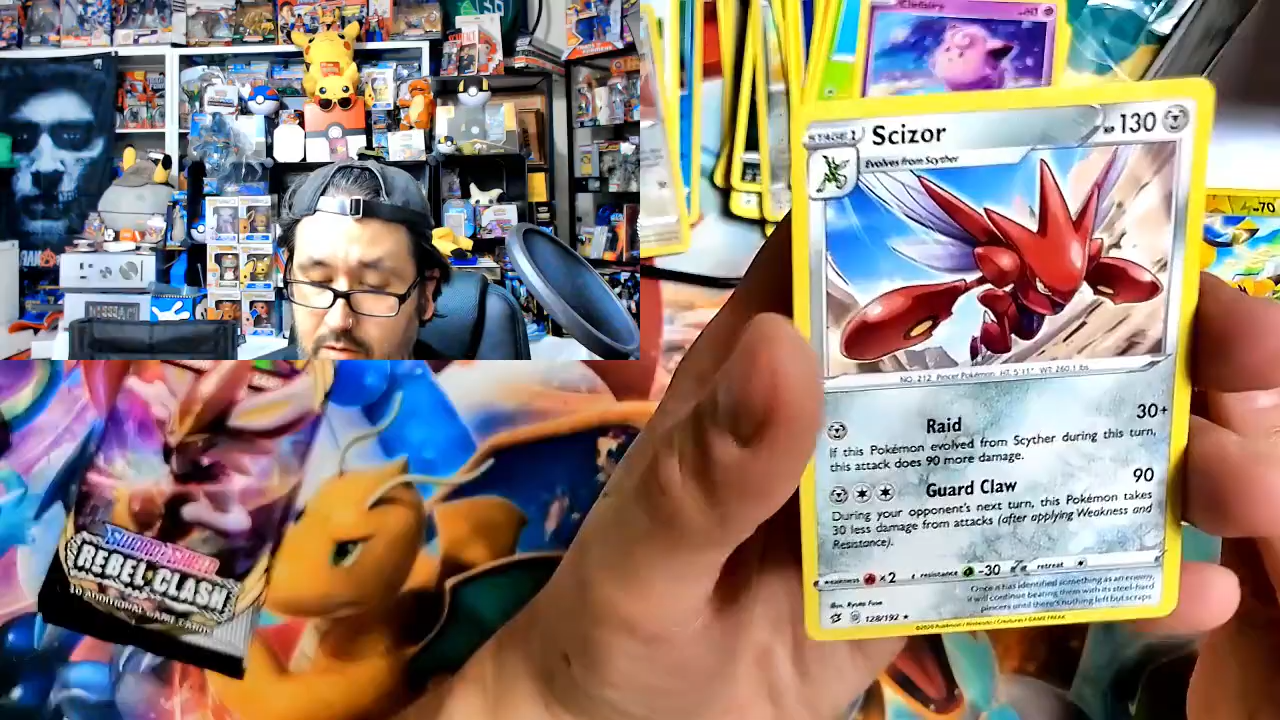 Clefairy
STAGE 1
Scizor
HP 130
Evolves from Scyther
70
NO. 212 Pincer Pokémon HT. 5'11" WT. 260.1 lbs
Raid
30+
If this Pokémon evolved from Scyther during this turn,
this attack does 90 more damage.
Guard Claw
90
During your opponent's next turn, this Pokémon takes
30 less damage from attacks (after applying Weakness and
Resistance).
weakness ×2 resistance -30 retreat
Once it has identified something as an enemy,
it will continue beating them with its steel-hard
pincers until there's nothing left but scraps
Illus. Ryuta Fuse
128/192 ★
©2020 Pokémon / Nintendo / Creatures / GAME FREAK
SWORD & SHIELD
REBEL CLASH
10 ADDITIONAL GAME CARDS